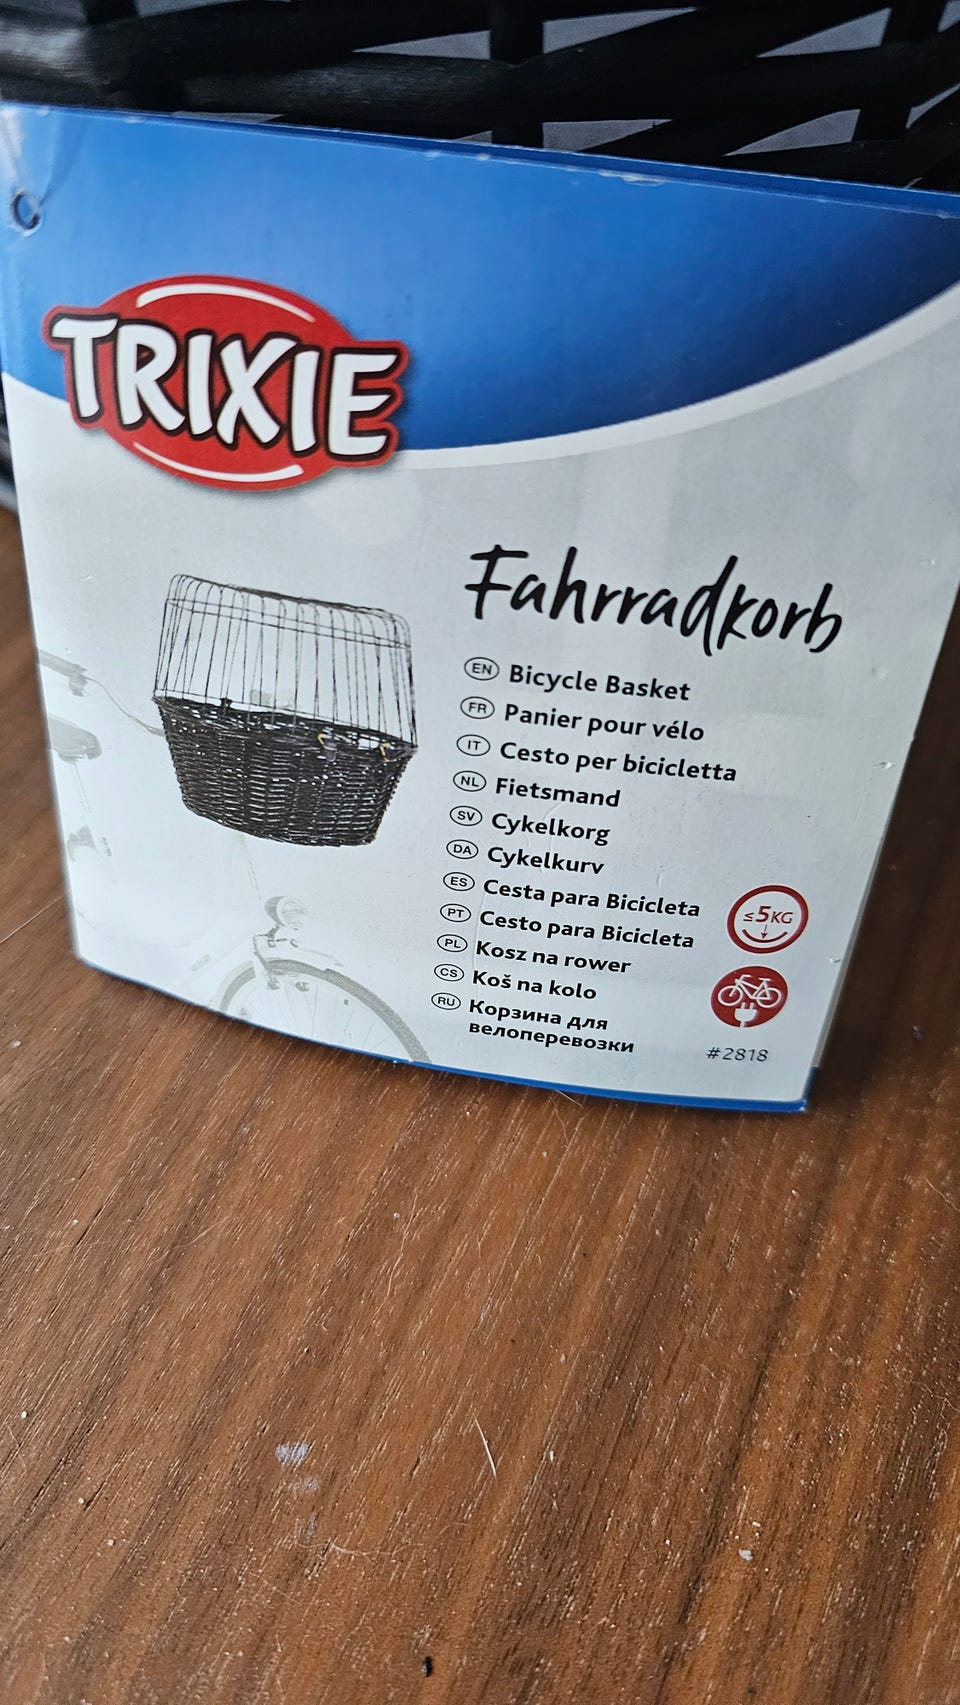 TRIXIE
Fahrradkorb
EN Bicycle Basket
FR Panier pour vélo
IT Cesto per bicicletta
NL Fietsmand
SV Cykelkorg
DA Cykelkurv
ES Cesta para Bicicleta
PT Cesto para Bicicleta
PL Kosz na rower
CS Koš na kolo
RU Корзина для
велоперевозки
≤5KG
#2818